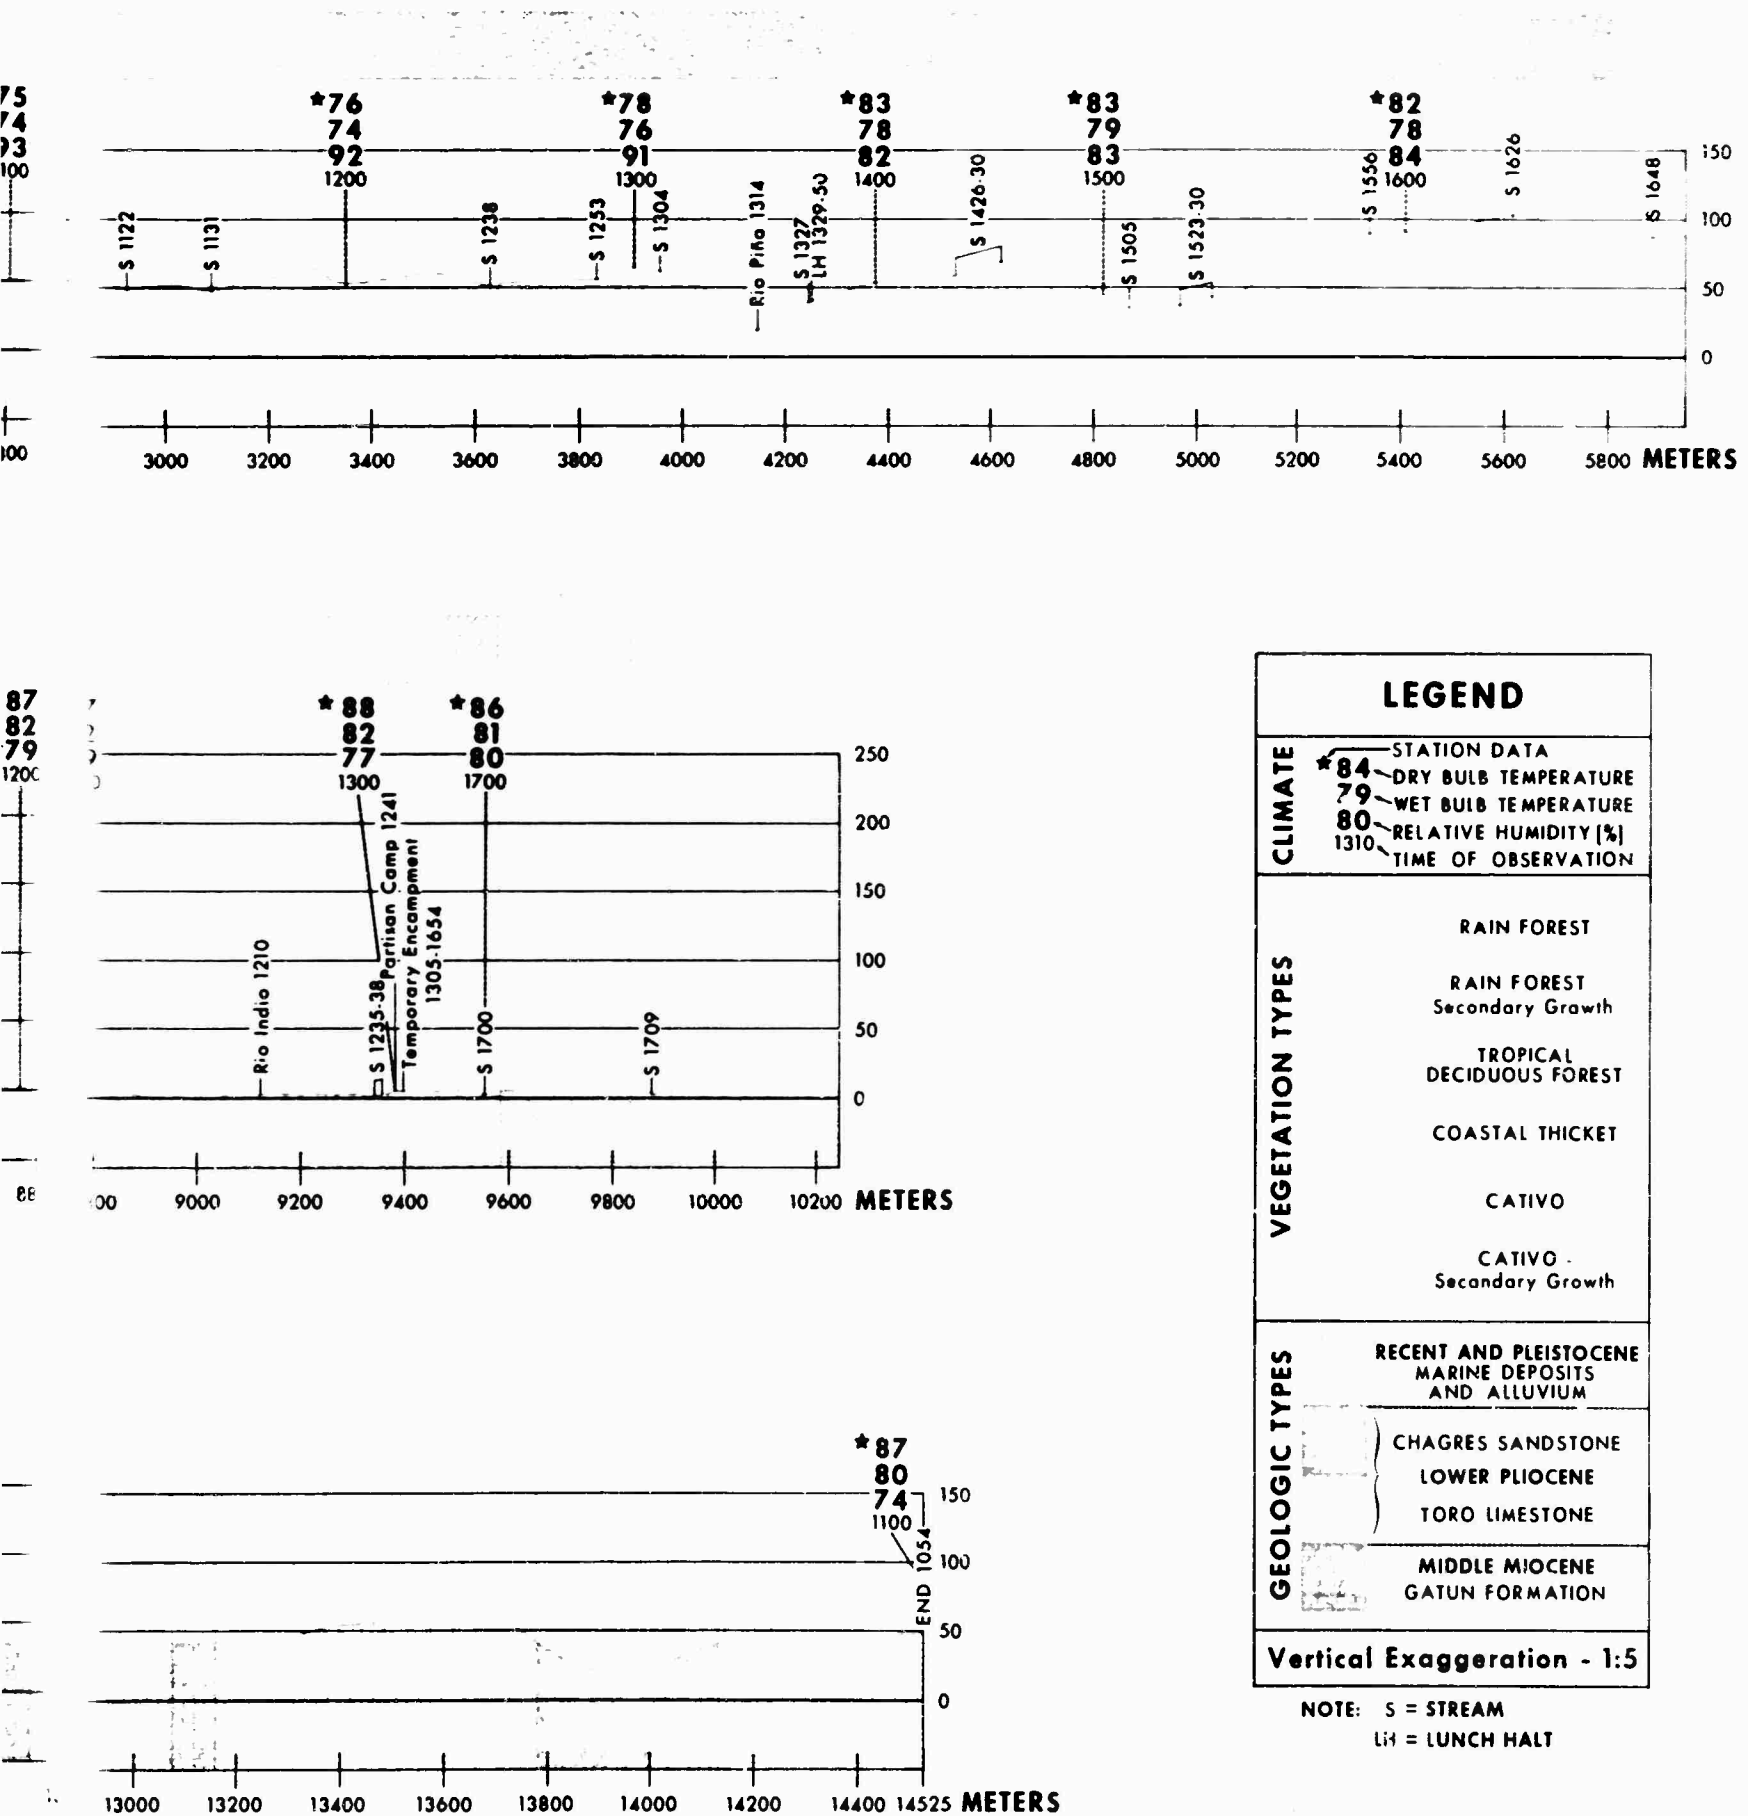 75
74
93
100
★76
74
92
1200
★78
76
91
1300
★83
78
82
1400
★83
79
83
1500
★82
78
84
1600
150
100
50
0
S 1122
S 1131
S 1238
S 1253
S 1304
Rio Piña 1314
S 1327
LH 1329-50
S 1426-30
S 1505
S 1523-30
S 1556
S 1626
S 1648
3000 3200 3400 3600 3800 4000 4200 4400 4600 4800 5000 5200 5400 5600 5800 METERS
87
82
79
1200
★88
82
77
1300
★86
81
80
1700
250
200
150
100
50
0
Rio Indio 1210
S 1235-38
Partisan Camp 1241
Temporary Encampment
1305-1654
S 1700
S 1709
88
00 9000 9200 9400 9600 9800 10000 10200 METERS
★87
80
74
1100
END 1054
150
100
50
0
13000 13200 13400 13600 13800 14000 14200 14400 14525 METERS
LEGEND
CLIMATE
STATION DATA
★84 DRY BULB TEMPERATURE
79 WET BULB TEMPERATURE
80 RELATIVE HUMIDITY (%)
1310 TIME OF OBSERVATION
VEGETATION TYPES
RAIN FOREST
RAIN FOREST
Secondary Growth
TROPICAL
DECIDUOUS FOREST
COASTAL THICKET
CATIVO
CATIVO -
Secondary Growth
GEOLOGIC TYPES
RECENT AND PLEISTOCENE
MARINE DEPOSITS
AND ALLUVIUM
CHAGRES SANDSTONE
LOWER PLIOCENE
TORO LIMESTONE
MIDDLE MIOCENE
GATUN FORMATION
Vertical Exaggeration - 1:5
NOTE: S = STREAM
LH = LUNCH HALT